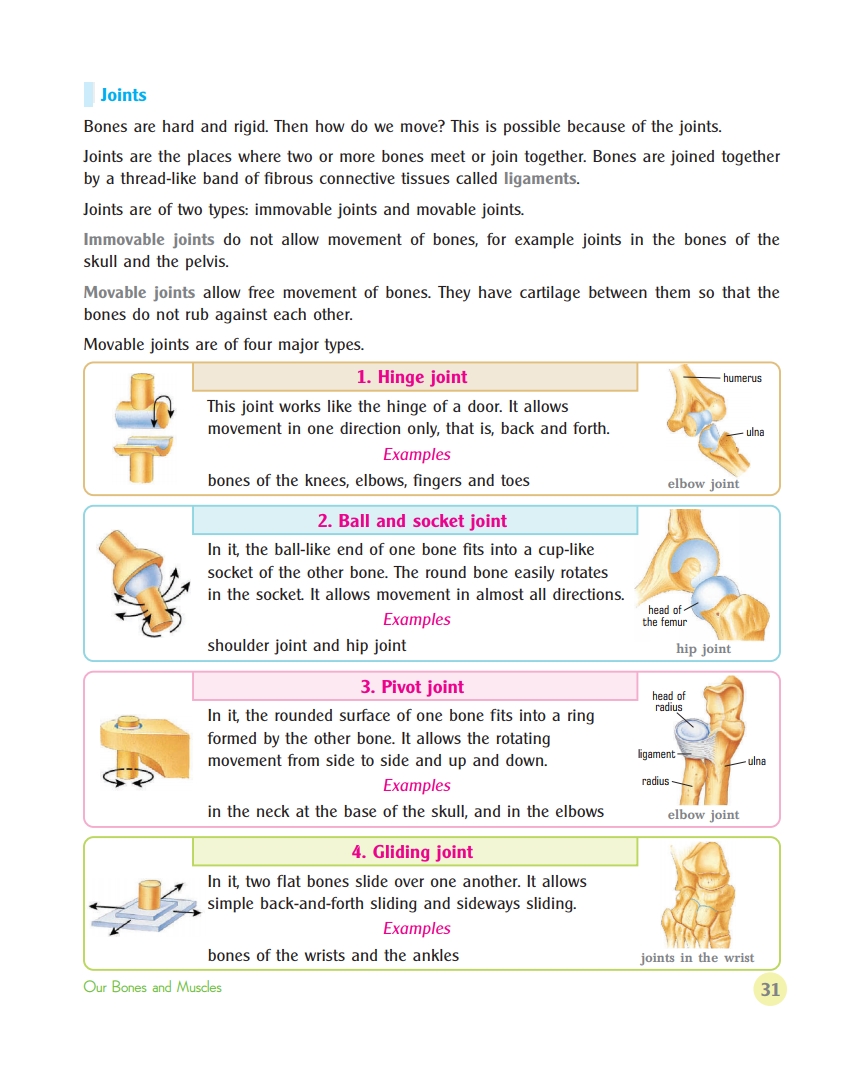 Joints
Bones are hard and rigid. Then how do we move? This is possible because of the joints.
Joints are the places where two or more bones meet or join together. Bones are joined together
by a thread-like band of fibrous connective tissues called ligaments.
Joints are of two types: immovable joints and movable joints.
Immovable joints do not allow movement of bones, for example joints in the bones of the
skull and the pelvis.
Movable joints allow free movement of bones. They have cartilage between them so that the
bones do not rub against each other.
Movable joints are of four major types.
1. Hinge joint
This joint works like the hinge of a door. It allows
movement in one direction only, that is, back and forth.
Examples
bones of the knees, elbows, fingers and toes
humerus
ulna
elbow joint
2. Ball and socket joint
In it, the ball-like end of one bone fits into a cup-like
socket of the other bone. The round bone easily rotates
in the socket. It allows movement in almost all directions.
Examples
shoulder joint and hip joint
head of
the femur
hip joint
3. Pivot joint
In it, the rounded surface of one bone fits into a ring
formed by the other bone. It allows the rotating
movement from side to side and up and down.
Examples
in the neck at the base of the skull, and in the elbows
head of
radius
ligament
ulna
radius
elbow joint
4. Gliding joint
In it, two flat bones slide over one another. It allows
simple back-and-forth sliding and sideways sliding.
Examples
bones of the wrists and the ankles
joints in the wrist
Our Bones and Muscles
31